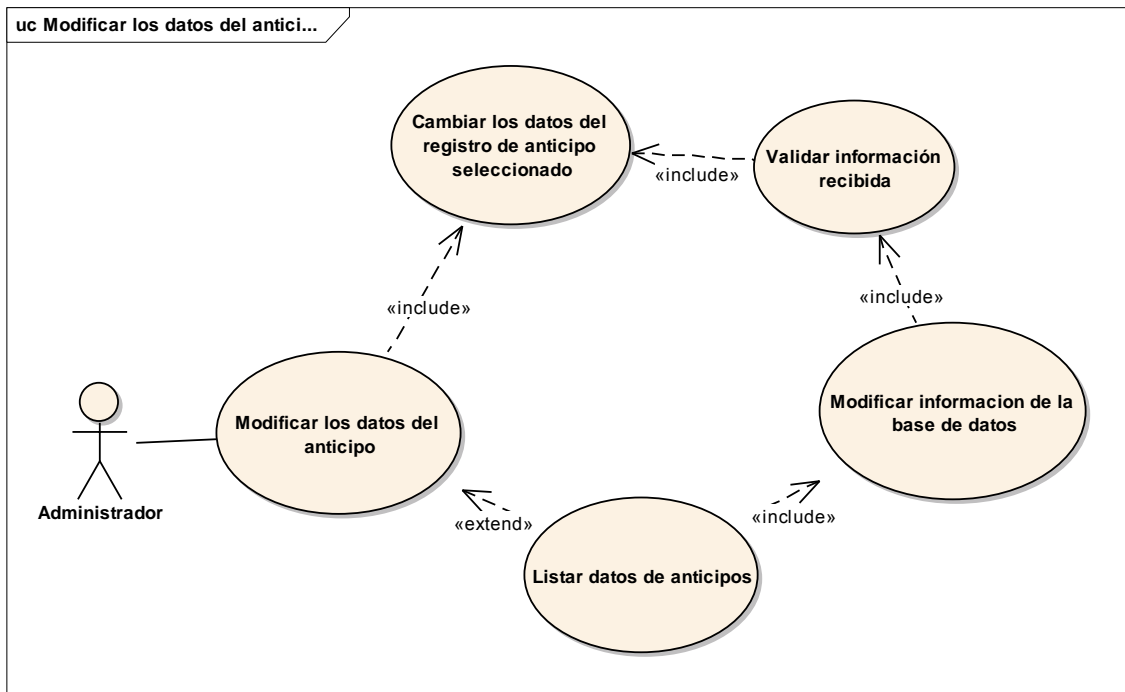 uc Modificar los datos del antici...
Cambiar los datos del
registro de anticipo
seleccionado
Validar información
recibida
«include»
«include»
«include»
Modificar los datos del
anticipo
Modificar informacion de la
base de datos
Administrador
«extend»
«include»
Listar datos de anticipos